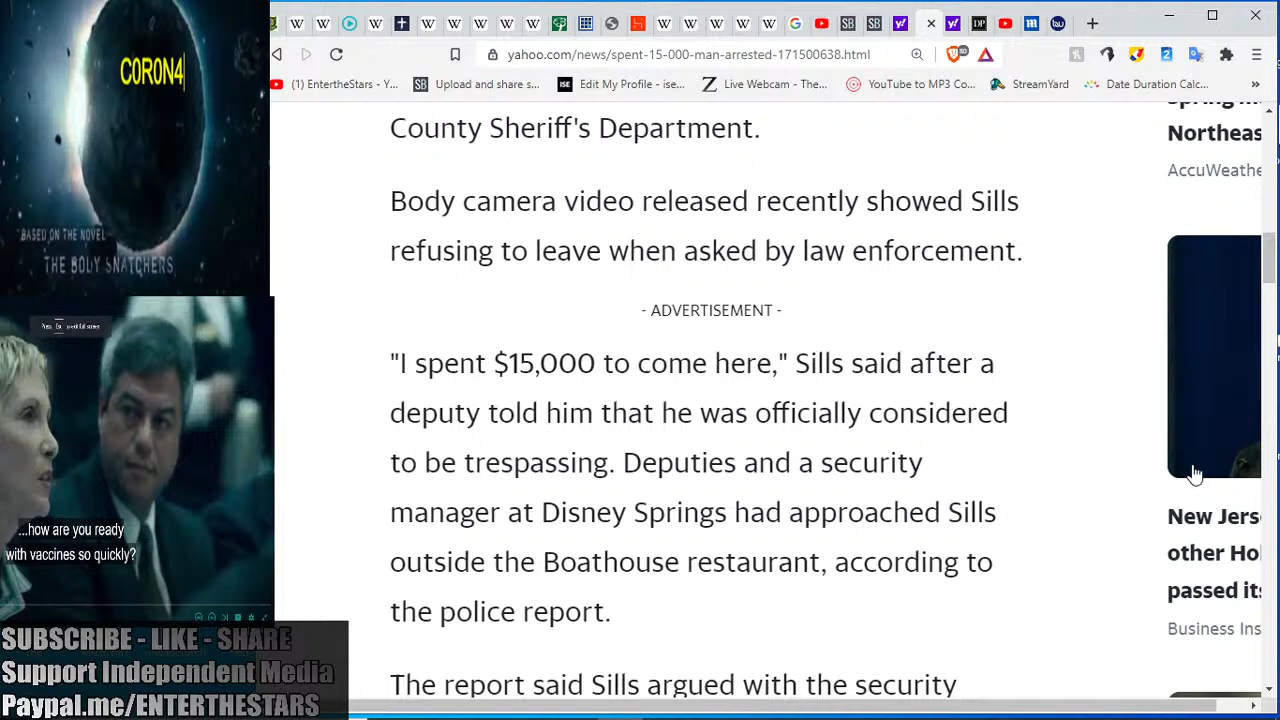 CORON4
BASED ON THE NOVEL
THE BODY SNATCHERS
...how are you ready
with vaccines so quickly?
SUBSCRIBE - LIKE - SHARE
Support Independent Media
Paypal.me/ENTERTHESTARS
yahoo.com/news/spent-15-000-man-arrested-171500638.html
(1) EntertheStars - Y...
Upload and share s...
Edit My Profile - ise...
Live Webcam - The...
YouTube to MP3 Co...
StreamYard
Date Duration Calc...
County Sheriff's Department.
Body camera video released recently showed Sills
refusing to leave when asked by law enforcement.
- ADVERTISEMENT -
"I spent $15,000 to come here," Sills said after a
deputy told him that he was officially considered
to be trespassing. Deputies and a security
manager at Disney Springs had approached Sills
outside the Boathouse restaurant, according to
the police report.
The report said Sills argued with the security
Northeas
AccuWeathe
New Jers
other Ho
passed it
Business Ins